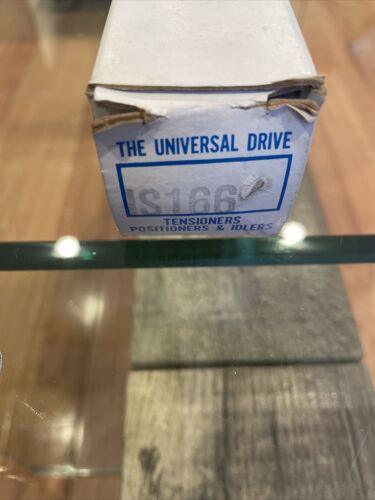 THE UNIVERSAL DRIVE
IS166
TENSIONERS
POSITIONERS & IDLERS